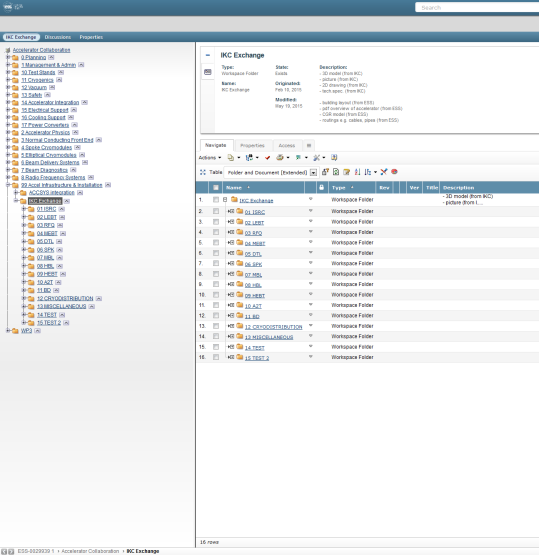 Search
IKC Exchange Discussions Properties
Accelerator Collaboration
0 Planning
1 Management & Admin
10 Test Stands
11 Cryogenics
12 Vacuum
13 Safety
14 Accelerator Integration
15 Electrical Support
16 Cooling Support
17 Power Converters
2 Accelerator Physics
3 Normal Conducting Front End
4 Spoke Cryomodules
5 Elliptical Cryomodules
6 Beam Delivery Systems
7 Beam Diagnostics
8 Radio Frequency Systems
99 Accel Infrastructure & Installation
ACCSYS integration
IKC Exchange
01 ISRC
02 LEBT
03 RFQ
04 MEBT
05 DTL
06 SPK
07 MBL
08 HBL
09 HEBT
10 A2T
11 BD
12 CRYODISTRIBUTION
13 MISCELLANEOUS
14 TEST
15 TEST 2
WP3
IKC Exchange
Type:
Workspace Folder
Name:
IKC Exchange
State:
Exists
Originated:
Feb 10, 2015
Modified:
May 19, 2015
Description:
- 3D model (from IKC)
- picture (from IKC)
- 2D drawing (from IKC)
- tech spec (from IKC)
- building layout (from ESS)
- pdf overview of accelerator (from ESS)
- CGR model (from ESS)
- routings e.g. cables, pipes (from ESS)
Navigate Properties Access
Actions
Table Folder and Document (Extended)
Name Type Rev Ver Title Description
1. IKC Exchange Workspace Folder - 3D model (from IKC)
- picture (from I...
2. 01 ISRC Workspace Folder
3. 02 LEBT Workspace Folder
4. 03 RFQ Workspace Folder
5. 04 MEBT Workspace Folder
6. 05 DTL Workspace Folder
7. 06 SPK Workspace Folder
8. 07 MBL Workspace Folder
9. 08 HBL Workspace Folder
10. 09 HEBT Workspace Folder
11. 10 A2T Workspace Folder
12. 11 BD Workspace Folder
13. 12 CRYODISTRIBUTION Workspace Folder
14. 13 MISCELLANEOUS Workspace Folder
15. 14 TEST Workspace Folder
16. 15 TEST 2 Workspace Folder
16 rows
ESS-0029939 1 › Accelerator Collaboration › IKC Exchange